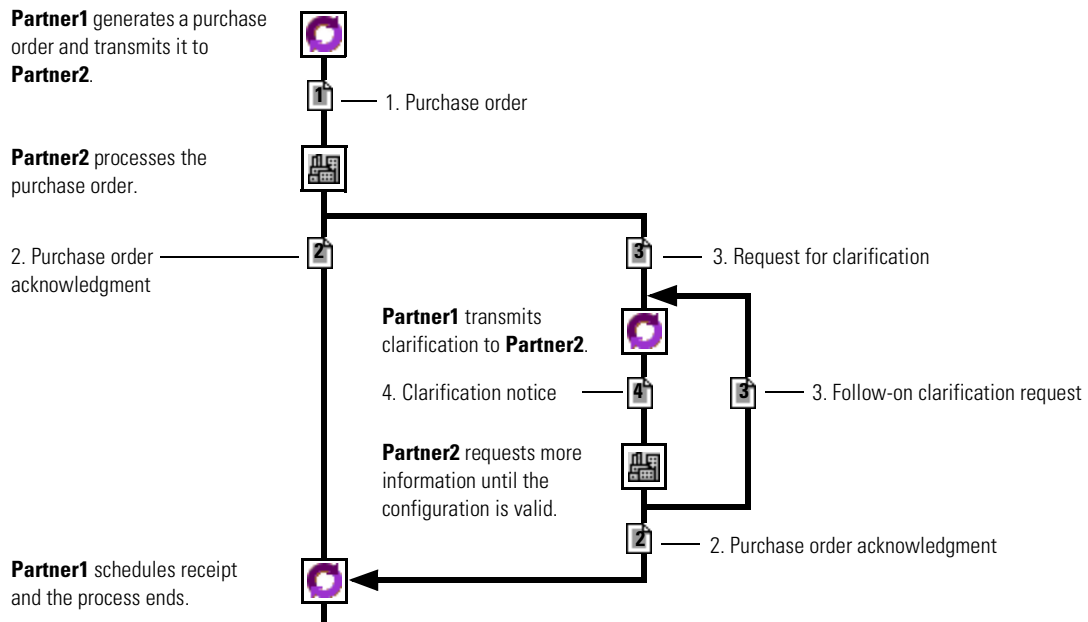 Partner1 generates a purchase
order and transmits it to
Partner2.
1
1. Purchase order
Partner2 processes the
purchase order.
2. Purchase order
acknowledgment
2
3
3. Request for clarification
Partner1 transmits
clarification to Partner2.
4. Clarification notice
4
3
3. Follow-on clarification request
Partner2 requests more
information until the
configuration is valid.
2
2. Purchase order acknowledgment
Partner1 schedules receipt
and the process ends.